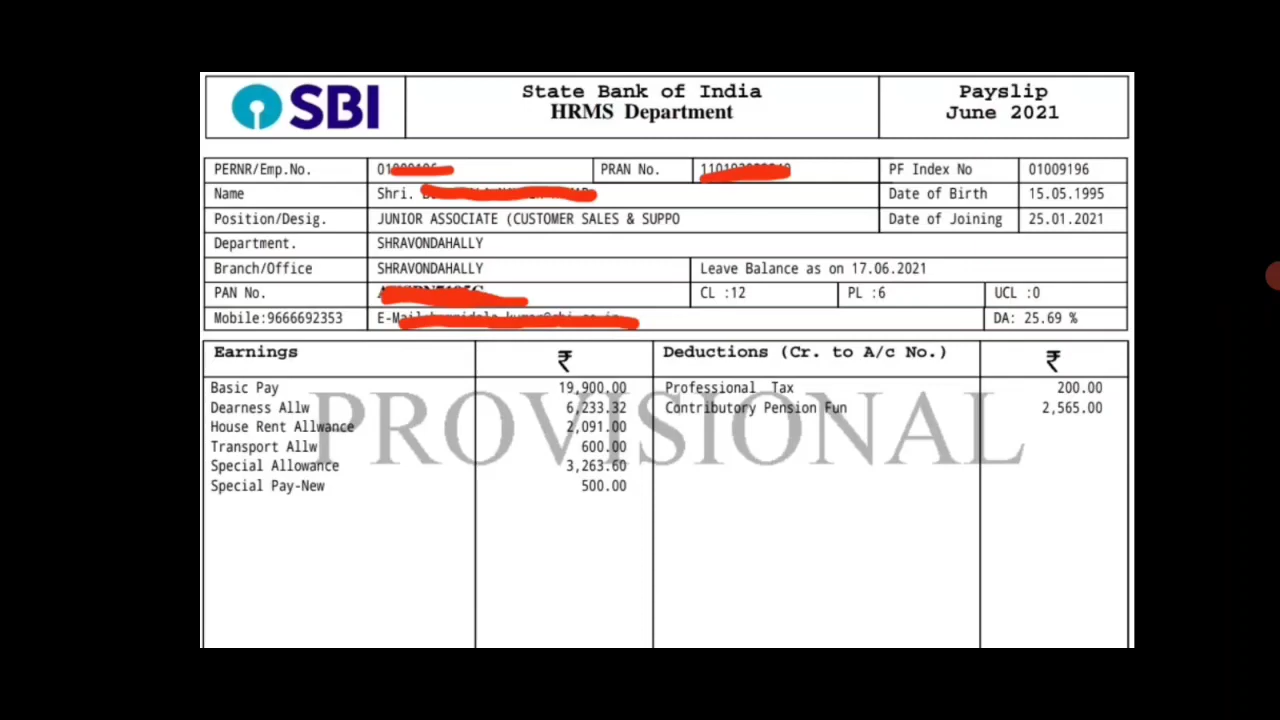 SBI State Bank of India Payslip
HRMS Department June 2021
PERNR/Emp.No. PRAN No. PF Index No 01009196
Name Shri. Date of Birth 15.05.1995
Position/Desig. JUNIOR ASSOCIATE (CUSTOMER SALES & SUPPO Date of Joining 25.01.2021
Department. SHRAVONDAHALLY
Branch/Office SHRAVONDAHALLY Leave Balance as on 17.06.2021
PAN No. CL :12 PL :6 UCL :0
Mobile:9666692353 DA: 25.69 %
Earnings ₹ Deductions (Cr. to A/c No.) ₹
Basic Pay 19,900.00 Professional Tax 200.00
Dearness Allw 6,233.32 Contributory Pension Fun 2,565.00
House Rent Allwance 2,091.00
Transport Allw 600.00
Special Allowance 3,263.60
Special Pay-New 500.00
PROVISIONAL